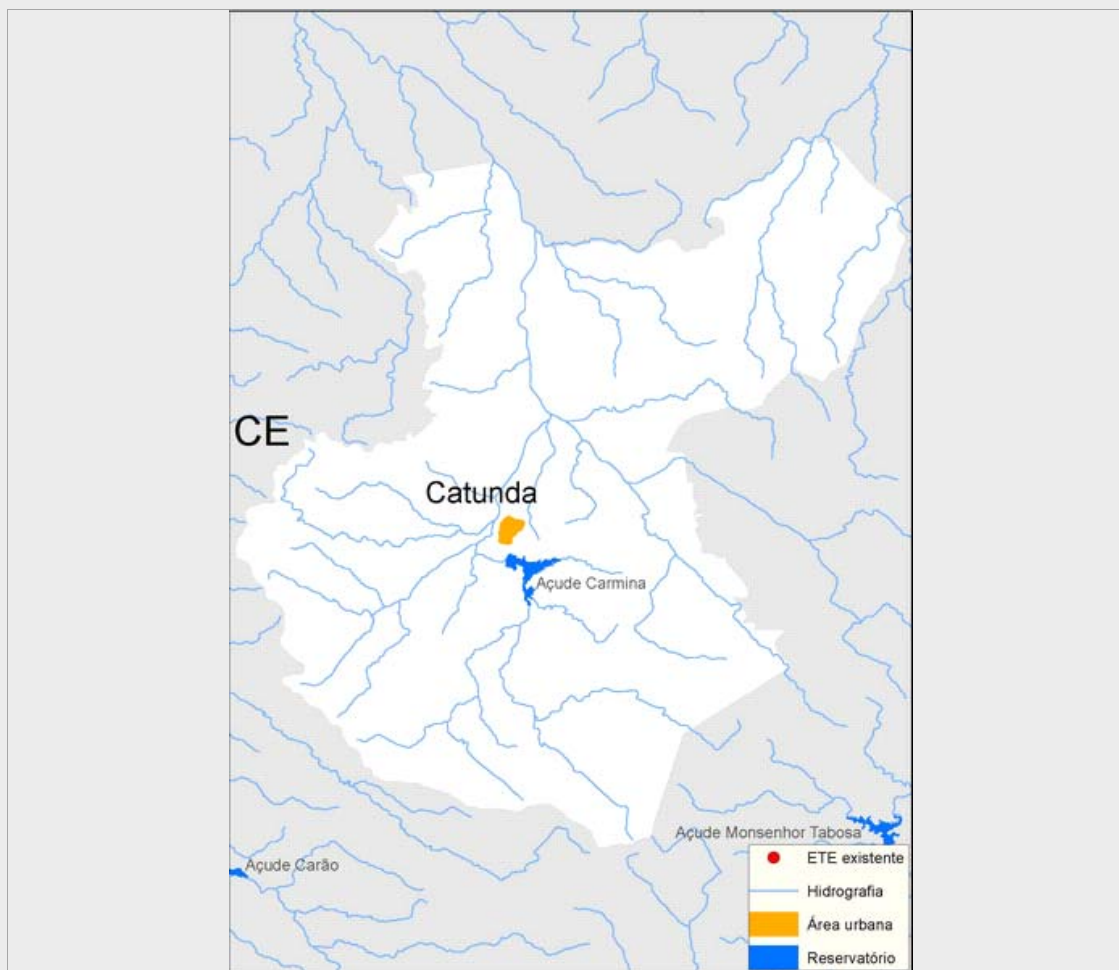 CE
Catunda
Açude Carmina
Açude Monsenhor Tabosa
Açude Carão
ETE existente
Hidrografia
Área urbana
Reservatório